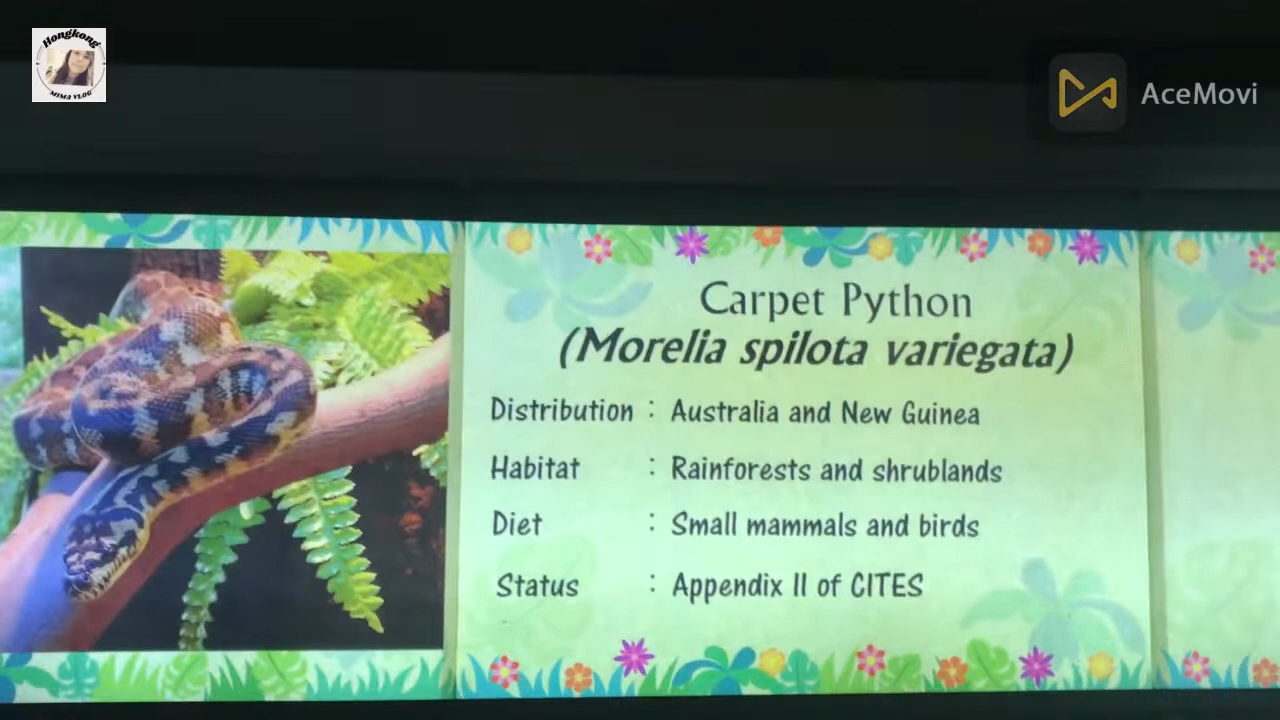 Hongkong
MIMA VLOG
AceMovi
Carpet Python
(Morelia spilota variegata)
Distribution : Australia and New Guinea
Habitat : Rainforests and shrublands
Diet : Small mammals and birds
Status : Appendix II of CITES